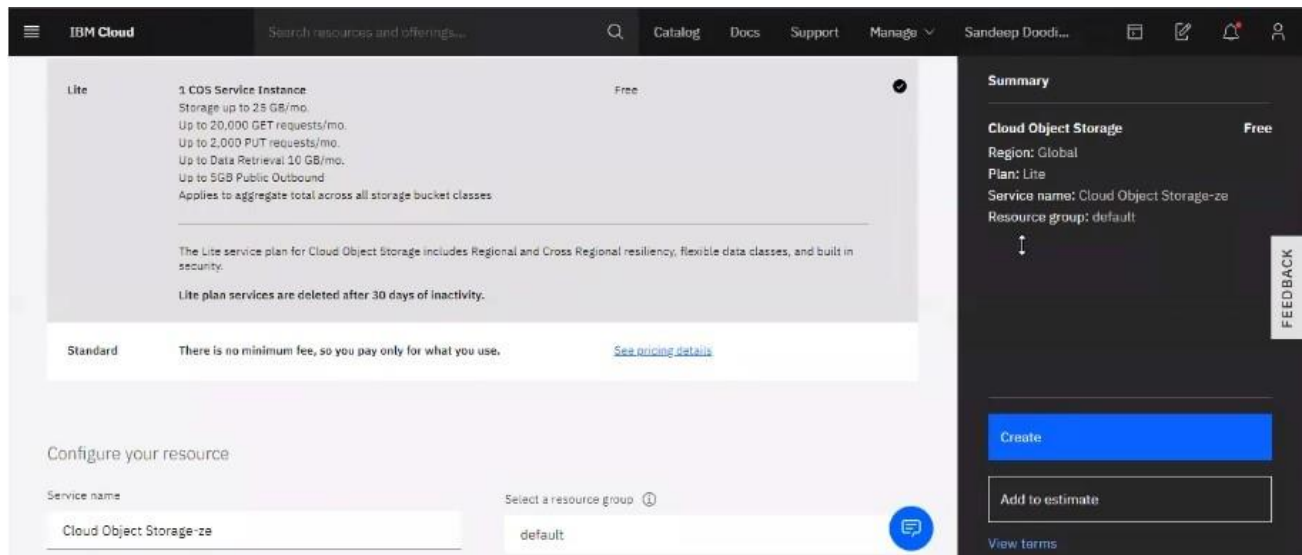 IBM Cloud
Search resources and offerings...
Catalog
Docs
Support
Manage
Sandeep Doodi...
Lite
1 COS Service Instance
Free
Storage up to 25 GB/mo.
Up to 20,000 GET requests/mo.
Up to 2,000 PUT requests/mo.
Up to Data Retrieval 10 GB/mo.
Up to 5GB Public Outbound
Applies to aggregate total across all storage bucket classes
The Lite service plan for Cloud Object Storage includes Regional and Cross Regional resiliency, flexible data classes, and built in
security.
Lite plan services are deleted after 30 days of inactivity.
Standard
There is no minimum fee, so you pay only for what you use.
See pricing details
Configure your resource
Service name
Cloud Object Storage-ze
Select a resource group
default
Summary
Cloud Object Storage
Free
Region: Global
Plan: Lite
Service name: Cloud Object Storage-ze
Resource group: default
FEEDBACK
Create
Add to estimate
View terms